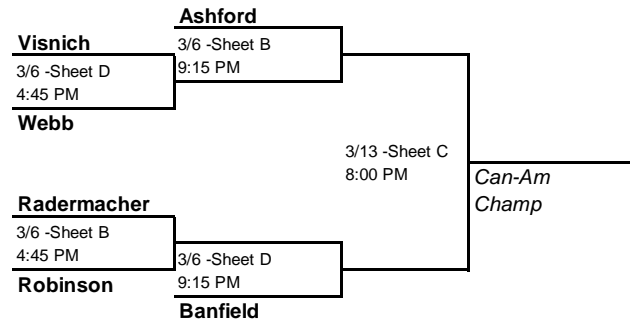 Ashford
Visnich
3/6 -Sheet B
9:15 PM
3/6 -Sheet D
4:45 PM
Webb
3/13 -Sheet C
8:00 PM
Can-Am
Champ
Radermacher
3/6 -Sheet B
4:45 PM
3/6 -Sheet D
9:15 PM
Robinson
Banfield